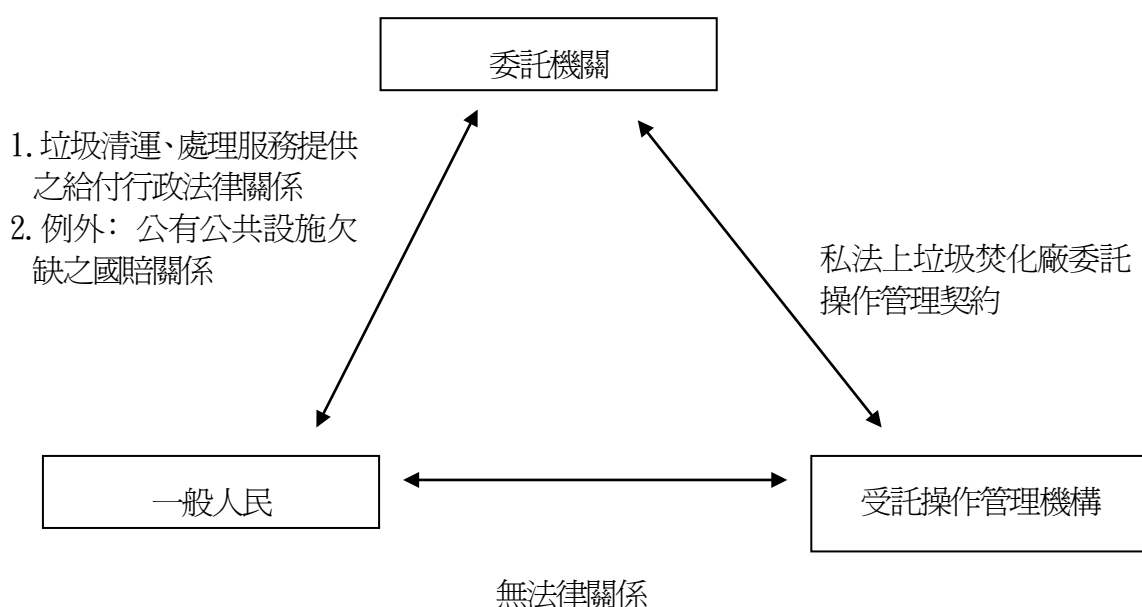 委託機關
1.垃圾清運、處理服務提供
之給付行政法律關係
2.例外：公有公共設施欠
缺之國賠關係
私法上垃圾焚化廠委託
操作管理契約
一般人民
受託操作管理機構
無法律關係